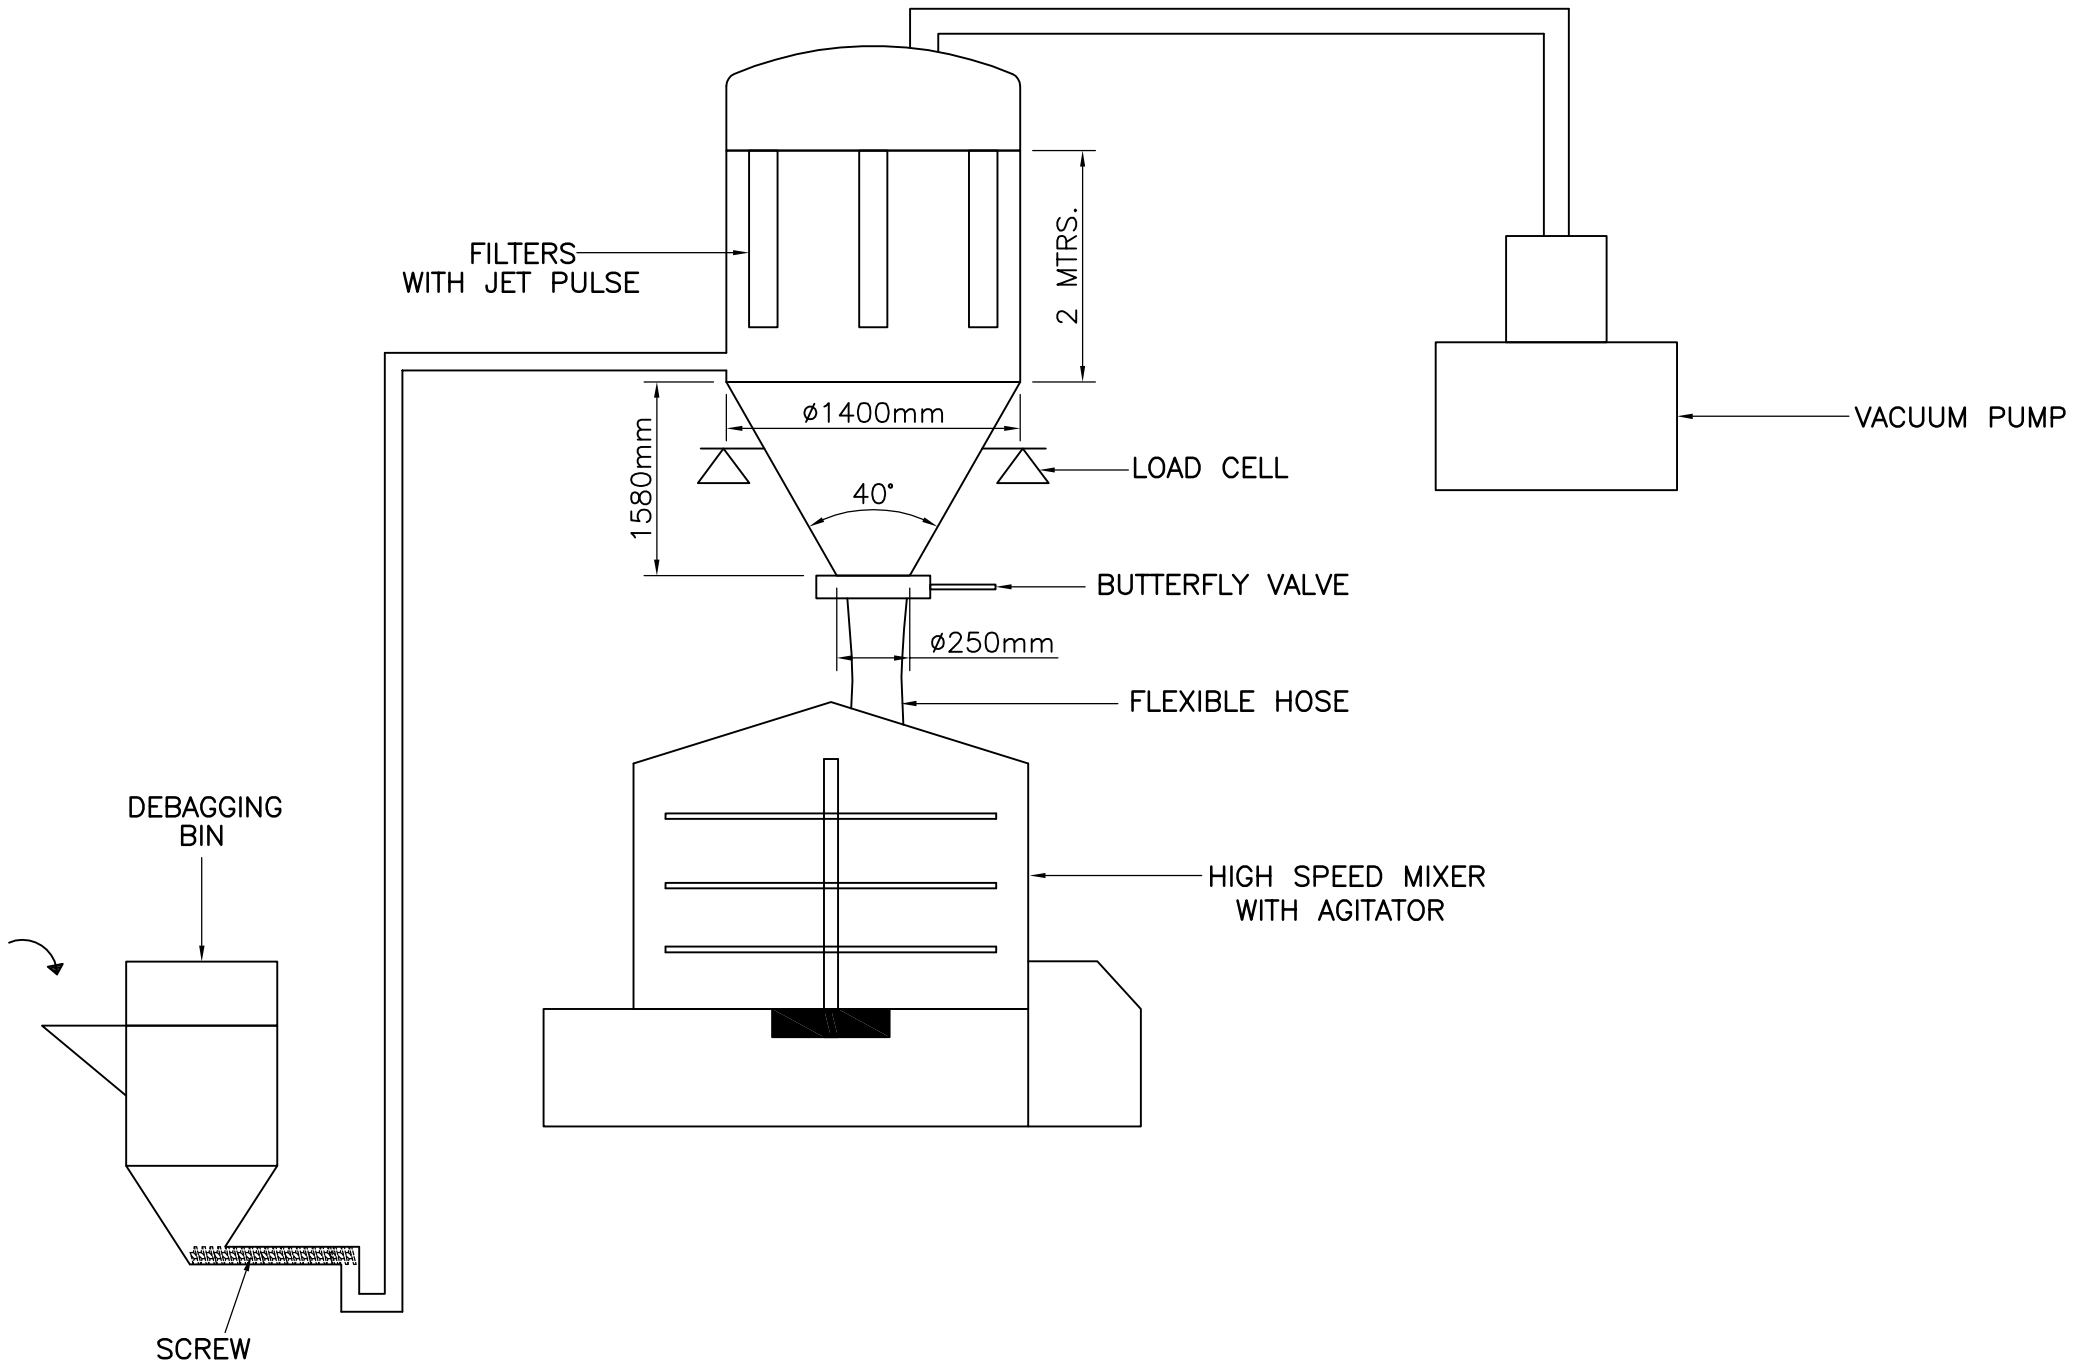 FILTERS
WITH JET PULSE
2 MTRS.
ø1400mm
1580mm
LOAD CELL
40°
VACUUM PUMP
BUTTERFLY VALVE
ø250mm
FLEXIBLE HOSE
DEBAGGING
BIN
HIGH SPEED MIXER
WITH AGITATOR
SCREW